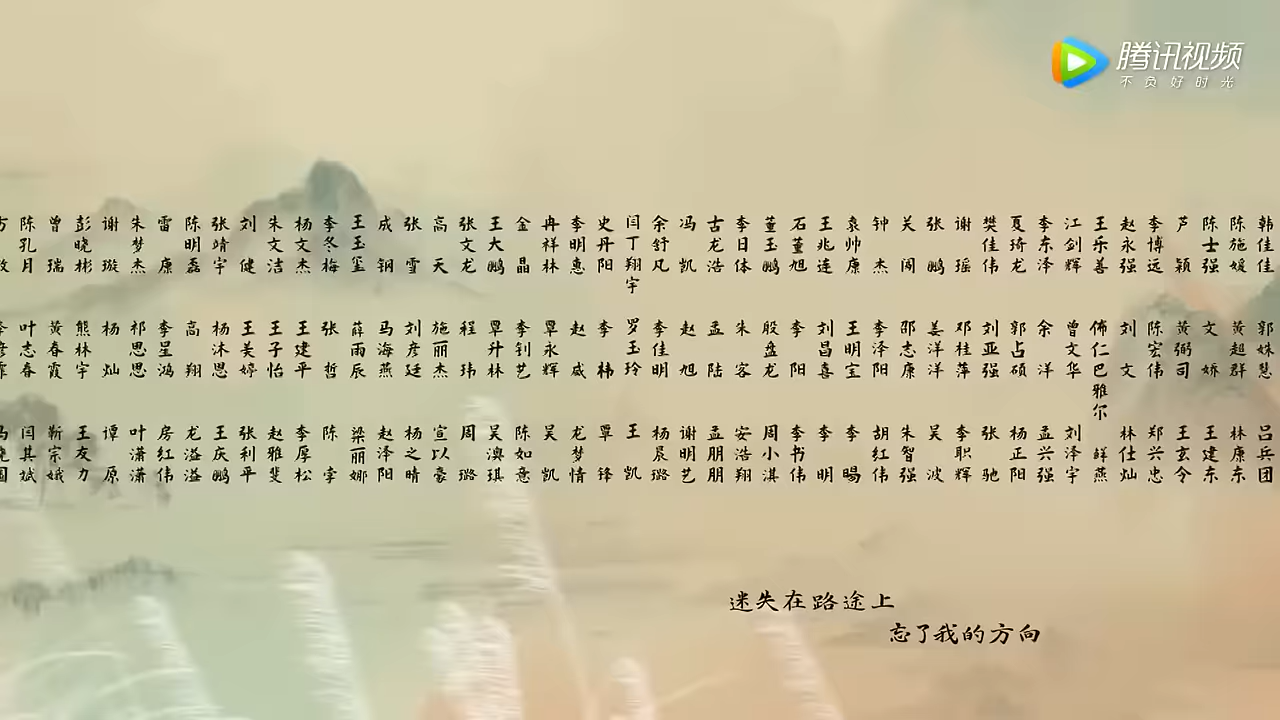 腾讯视频
不负好时光
韩佳佳
陈施媛
陈士强
芦颖
李博远
赵永强
王乐善
江剑辉
李东泽
夏琦龙
樊佳伟
谢瑶
张鹏
关闯
钟杰
袁帅康
王兆连
石董旭
董玉鹏
李日体
古龙浩
冯凯
余舒凡
闫丁翔宇
史丹阳
李明惠
冉祥林
金晶
王大鹏
张文龙
高天
张雪
成钢
王玉玺
李冬梅
杨文杰
朱文洁
刘健
张靖宇
陈明磊
雷康
朱梦杰
谢璇
彭晓彬
曾瑞
陈孔月
郭姝慧
黄超群
文娇
黄弼司
陈宏伟
刘文
佈仁巴雅尔
曾文华
余洋
郭占硕
刘亚强
邓桂萍
姜洋洋
邵志康
李泽阳
王明宝
刘昌喜
李阳
殷盘龙
朱客
孟陆
赵旭
李佳明
罗玉玲
李林
赵威
覃永辉
李钊艺
覃升林
程玮
施丽杰
刘彦廷
马海燕
薛雨辰
张哲
王建平
王子怡
王美婷
杨沐思
高翔
李呈鸿
祁思思
杨灿
熊林宇
黄春霞
叶志春
吕兵团
林康东
王建东
王玄令
郑兴忠
林仕灿
鲜燕
刘泽宇
孟兴强
杨正阳
张驰
李职辉
吴波
朱智强
胡红伟
李暘
李明
李书伟
周小淇
安浩翔
孟朋朋
谢明艺
杨晨璐
王凯
覃锋
龙梦情
吴凯
陈如意
吴澳琪
周璐
宣以豪
杨之晴
赵泽阳
梁丽娜
陈孛
李厚松
赵雅斐
张利平
王庆鹏
龙溢溢
房红伟
叶潇潇
谭原
王友力
靳宗娥
闫其斌
迷失在路途上
忘了我的方向